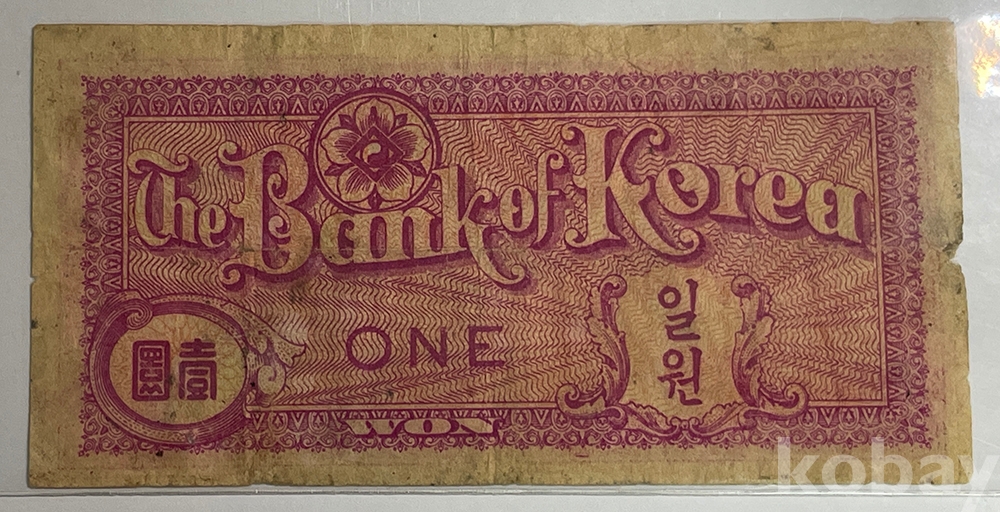 The Bank of Korea
壹圓
ONE
일
원
WON
kobay